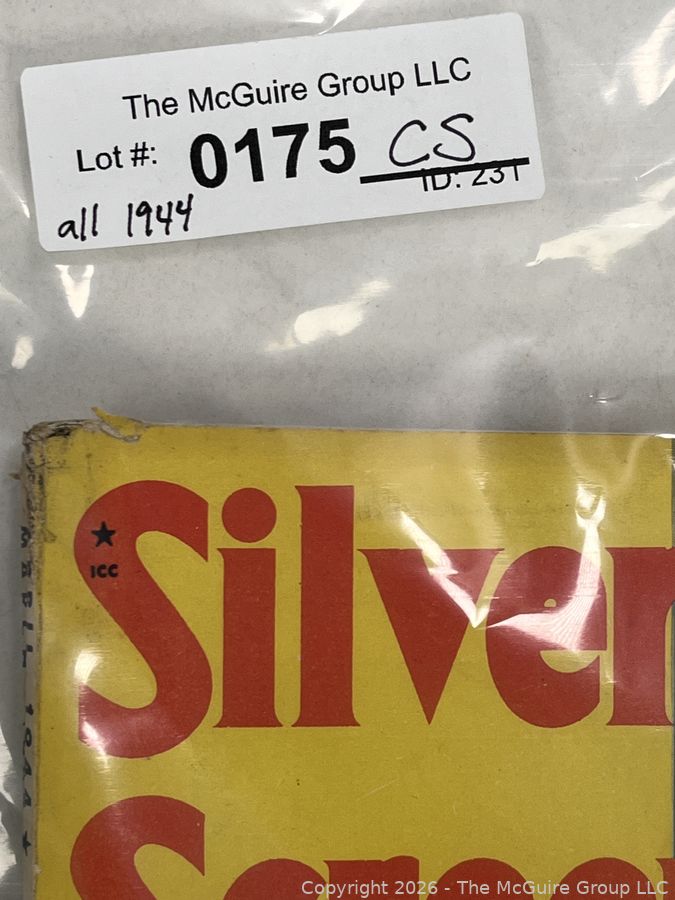 The McGuire Group LLC
Lot #: 0175 CS
ID: 231
all 1944
Silver
★
ICC
Screen
Copyright 2026 - The McGuire Group LLC